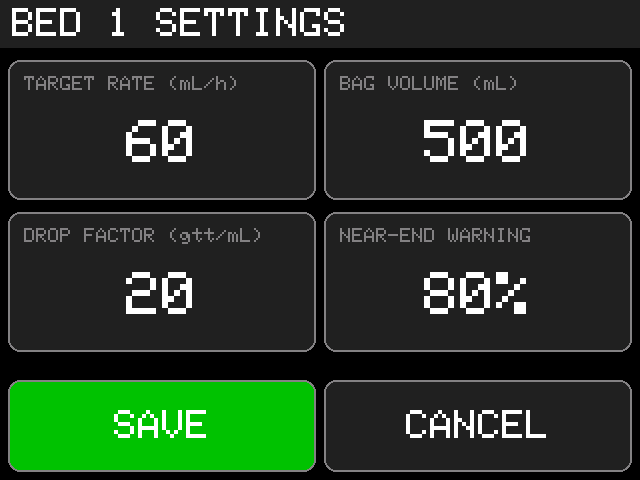 BED 1 SETTINGS
TARGET RATE (mL/h)
60
BAG VOLUME (mL)
500
DROP FACTOR (gtt/mL)
20
NEAR-END WARNING
80%
SAVE
CANCEL